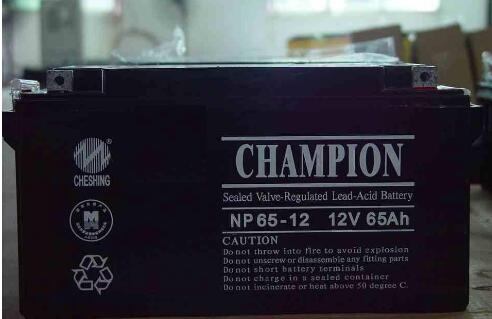 CHESHING
CHAMPION
Sealed Valve-Regulated Lead-Acid Battery
NP 65-12 12V 65Ah
CAUTION
Do not throw into fire to avoid explosion
Do not unscrew or disassemble any fitting parts
Do not short battery terminals
Do not charge in a sealed container
Do not incinerate or heat above 50 degree C.